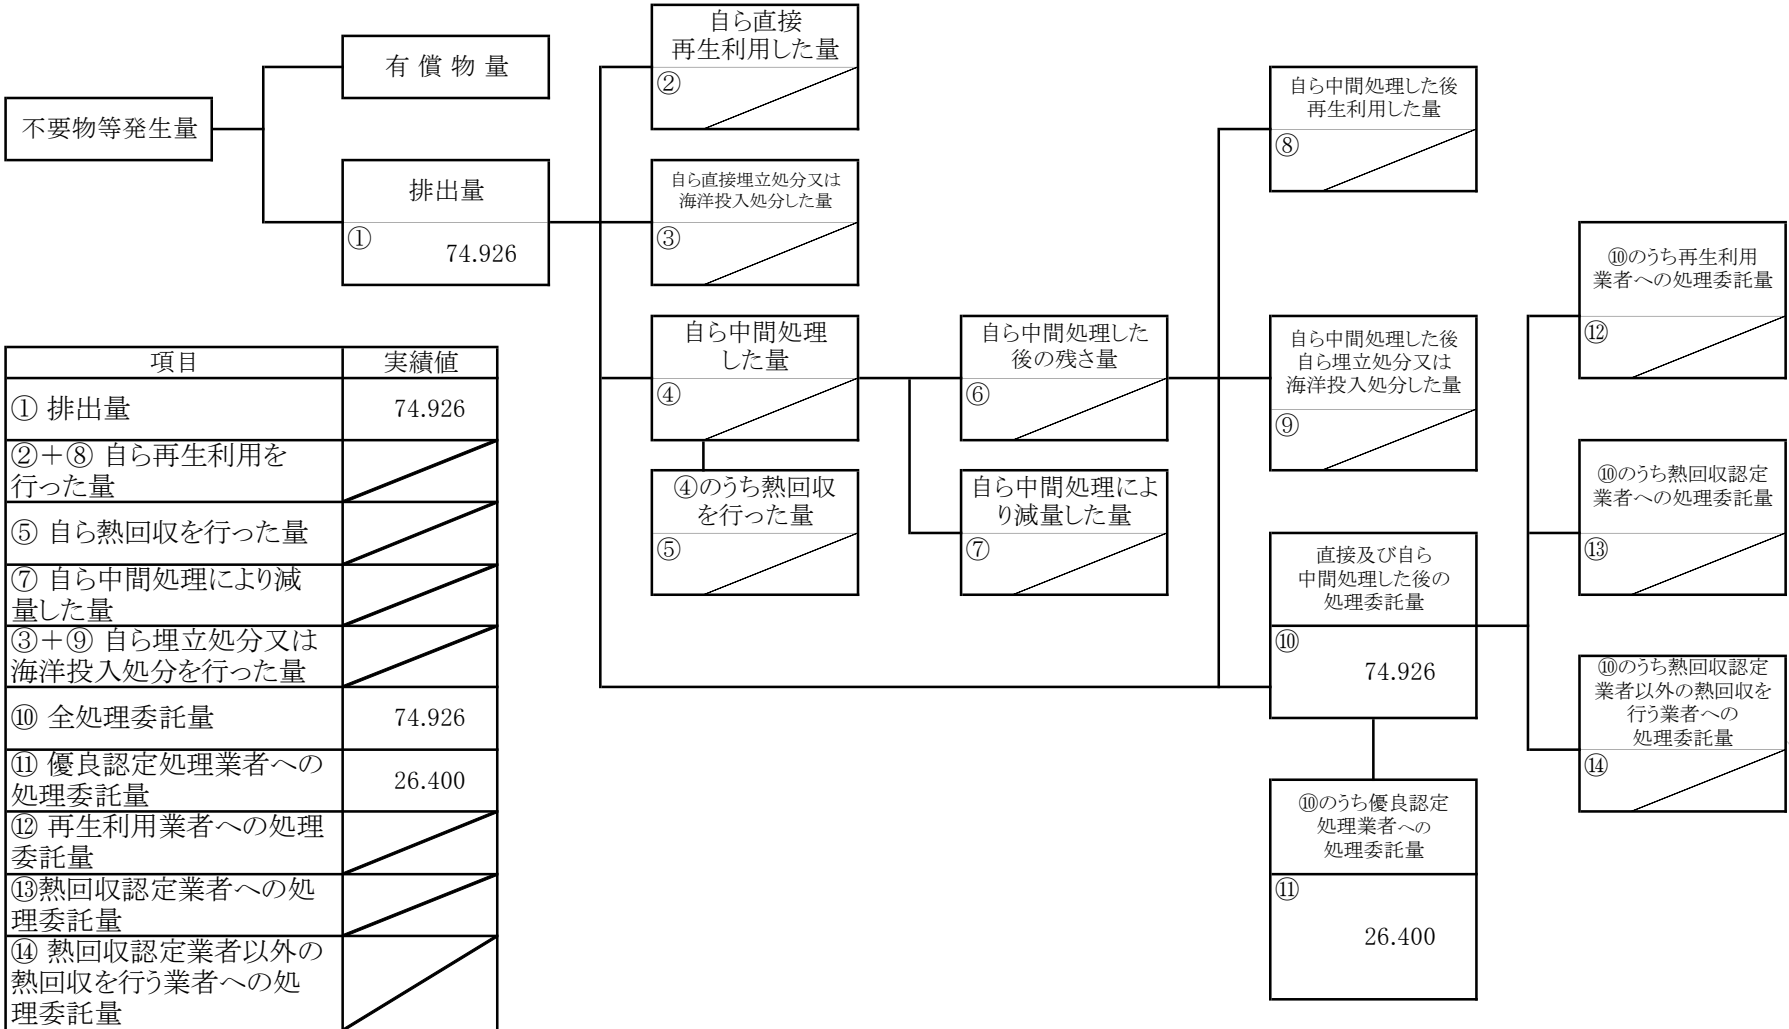 不要物等発生量
有 償 物 量
排出量
①
74.926
自ら直接
再生利用した量
②
自ら直接埋立処分又は
海洋投入処分した量
③
自ら中間処理
した量
④
④のうち熱回収
を行った量
⑤
自ら中間処理した
後の残さ量
⑥
自ら中間処理によ
り減量した量
⑦
自ら中間処理した後
再生利用した量
⑧
自ら中間処理した後
自ら埋立処分又は
海洋投入処分した量
⑨
直接及び自ら
中間処理した後の
処理委託量
⑩
74.926
⑩のうち優良認定
処理業者への
処理委託量
⑪
26.400
⑩のうち再生利用
業者への処理委託量
⑫
⑩のうち熱回収認定
業者への処理委託量
⑬
⑩のうち熱回収認定
業者以外の熱回収を
行う業者への
処理委託量
⑭
項目 実績値
① 排出量 74.926
②＋⑧ 自ら再生利用を
行った量
⑤ 自ら熱回収を行った量
⑦ 自ら中間処理により減
量した量
③＋⑨ 自ら埋立処分又は
海洋投入処分を行った量
⑩ 全処理委託量 74.926
⑪ 優良認定処理業者への
処理委託量 26.400
⑫ 再生利用業者への処理
委託量
⑬熱回収認定業者への処
理委託量
⑭ 熱回収認定業者以外の
熱回収を行う業者への処
理委託量